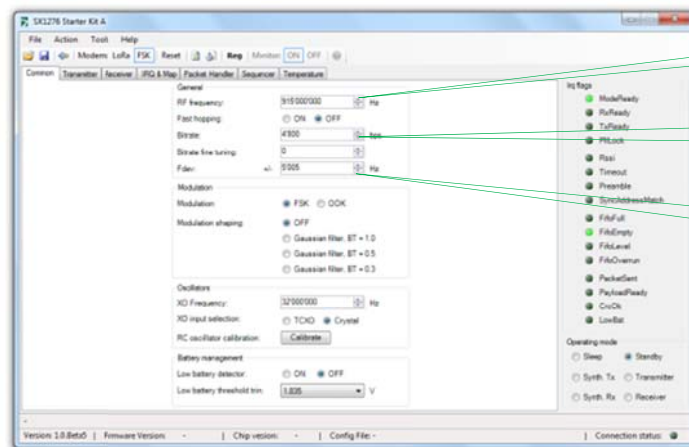 SX1276 Starter Kit A
File Action Tools Help
Modem: LoRa FSK Reset Reg Monitor: ON OFF
Common Transmitter Receiver IRQ & Map Packet Handler Sequencer Temperature
General
RF frequency: 915'000'000 Hz
Fast hopping: ON OFF
Bitrate: 4'800 bps
Bitrate fine tuning: 0
Fdev: +/- 5'005 Hz
Modulation
Modulation: FSK OOK
Modulation shaping: OFF
Gaussian filter, BT = 1.0
Gaussian filter, BT = 0.5
Gaussian filter, BT = 0.3
Oscillators
XO Frequency: 32'000'000 Hz
XO input selection: TCXO Crystal
RC oscillator calibration: Calibrate
Battery management
Low battery detector: ON OFF
Low battery threshold trim: 1.835 V
Irq flags
ModeReady
RxReady
TxReady
PllLock
Rssi
Timeout
Preamble
SyncAddressMatch
FifoFull
FifoEmpty
FifoLevel
FifoOverrun
PacketSent
PayloadReady
CrcOk
LowBat
Operating mode
Sleep Standby
Synth. Tx Transmitter
Synth. Rx Receiver
-
Version: 1.0.Beta5 | Firmware Version: - | Chip version: - | Config File: - | Connection status: